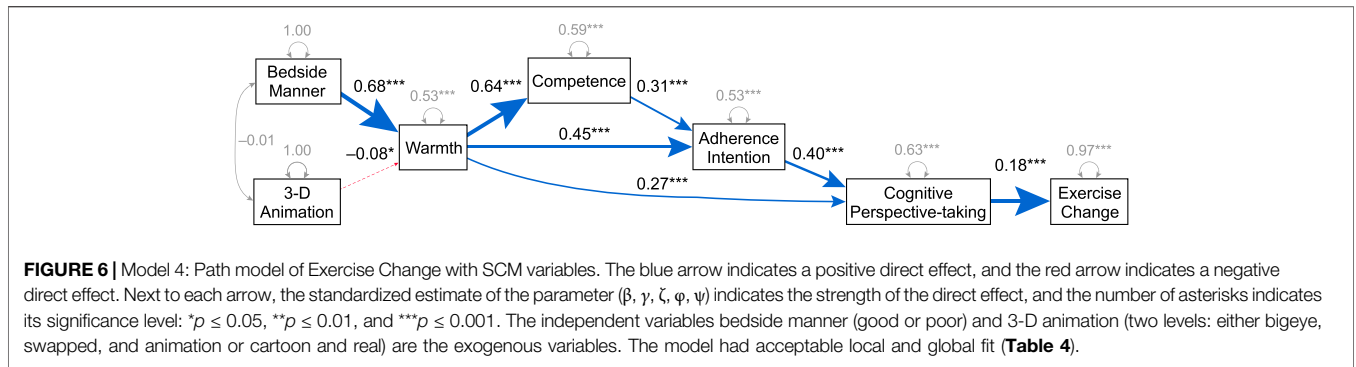 1.00
Bedside
Manner
0.68***
0.53***
0.64***
0.59***
Competence
0.31***
0.53***
–0.01
1.00
–0.08*
Warmth
0.45***
Adherence
Intention
0.40***
0.63***
0.18***
0.97***
3-D
Animation
0.27***
Cognitive
Perspective-taking
Exercise
Change
FIGURE 6 | Model 4: Path model of Exercise Change with SCM variables. The blue arrow indicates a positive direct effect, and the red arrow indicates a negative
direct effect. Next to each arrow, the standardized estimate of the parameter (β, γ, ζ, φ, ψ) indicates the strength of the direct effect, and the number of asterisks indicates
its significance level: *p ≤ 0.05, **p ≤ 0.01, and ***p ≤ 0.001. The independent variables bedside manner (good or poor) and 3-D animation (two levels: either bigeye,
swapped, and animation or cartoon and real) are the exogenous variables. The model had acceptable local and global fit (Table 4).